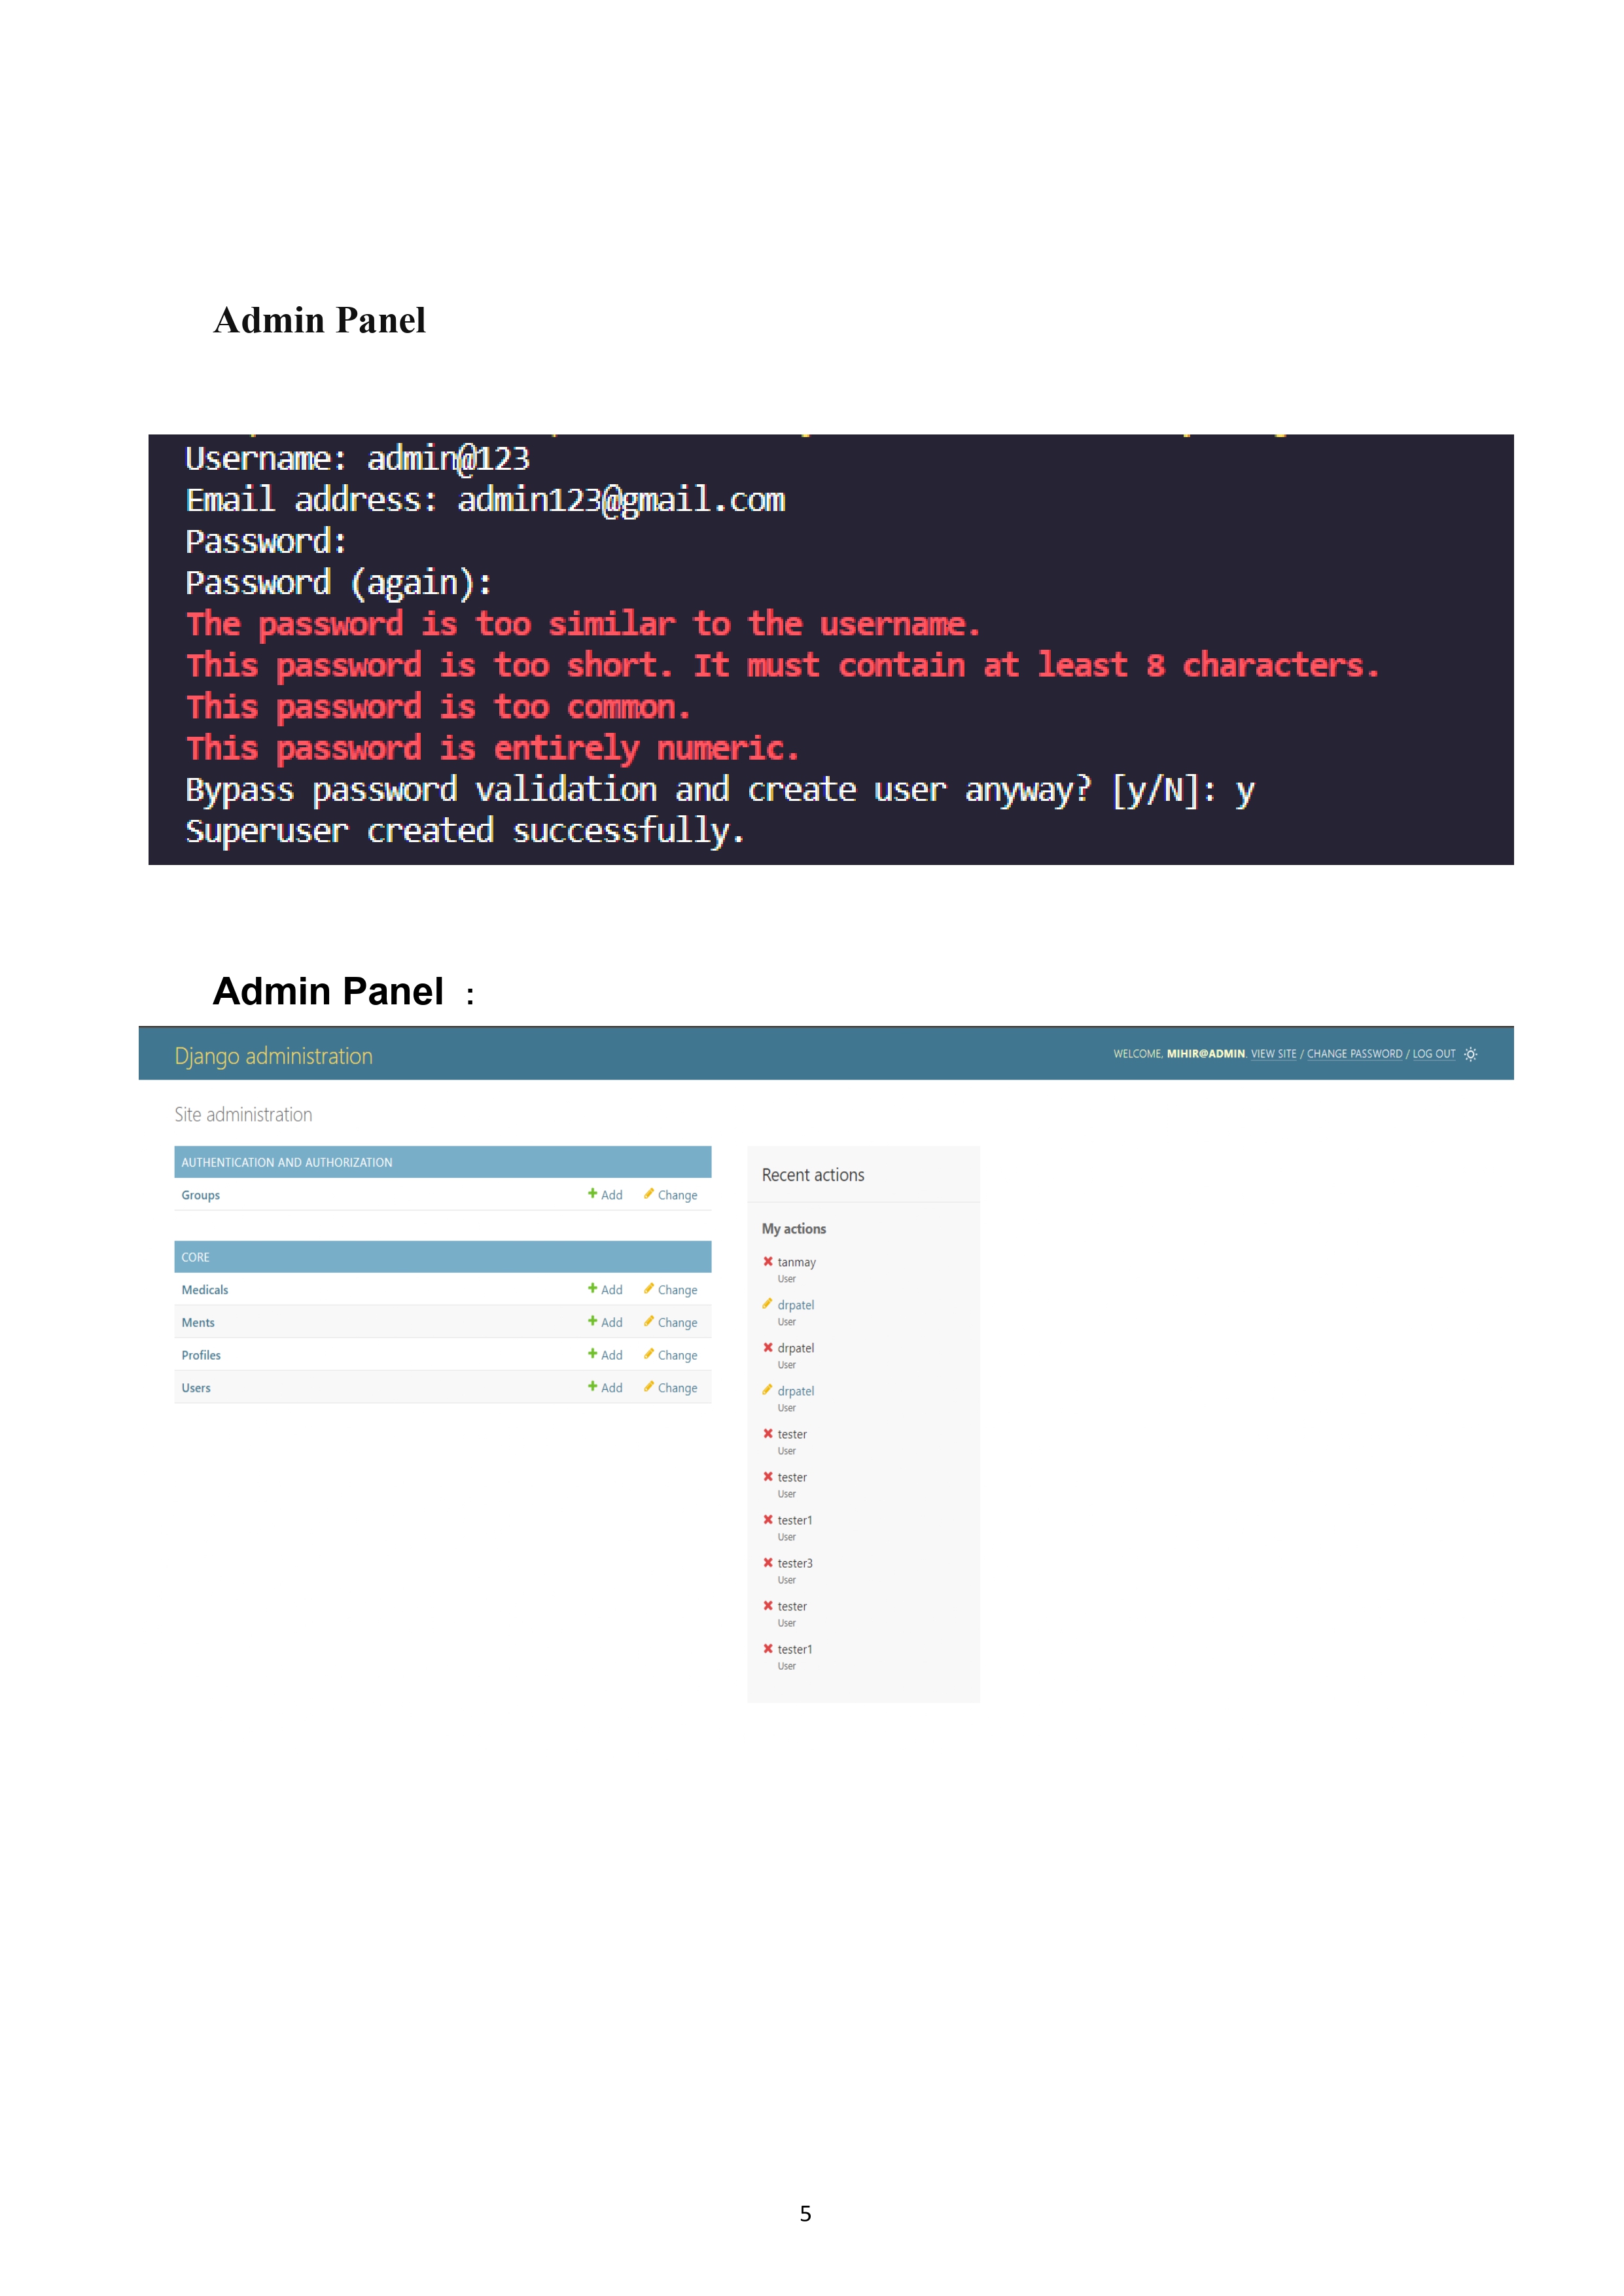 Admin Panel
Username: admin@123
Email address: admin123@gmail.com
Password:
Password (again):
The password is too similar to the username.
This password is too short. It must contain at least 8 characters.
This password is too common.
This password is entirely numeric.
Bypass password validation and create user anyway? [y/N]: y
Superuser created successfully.
Admin Panel :
Django administration
WELCOME, MIHIR@ADMIN. VIEW SITE / CHANGE PASSWORD / LOG OUT
Site administration
AUTHENTICATION AND AUTHORIZATION
Groups Add Change
CORE
Medicals Add Change
Ments Add Change
Profiles Add Change
Users Add Change
Recent actions
My actions
tanmay
User
drpatel
User
drpatel
User
drpatel
User
tester
User
tester
User
tester1
User
tester3
User
tester
User
tester1
User
5